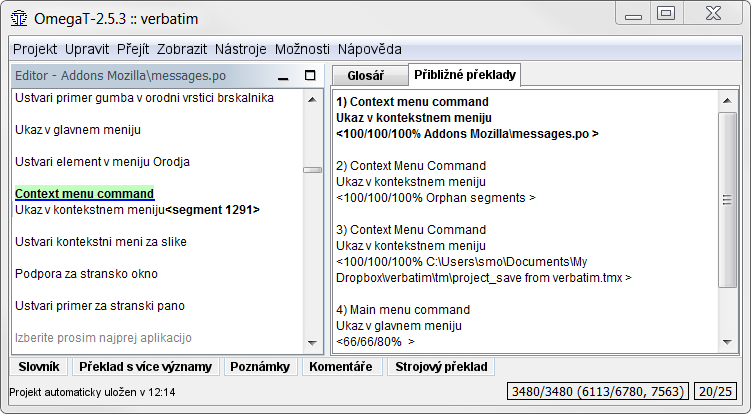 OmegaT-2.5.3 :: verbatim
Projekt Upravit Přejít Zobrazit Nástroje Možnosti Nápověda
Editor - Addons Mozilla\messages.po
Ustvari primer gumba v orodni vrstici brskalnika
Ukaz v glavnem meniju
Ustvari element v meniju Orodja
Context menu command
Ukaz v kontekstnem meniju<segment 1291>
Ustvari kontekstni meni za slike
Podpora za stransko okno
Ustvari primer za stranski pano
Izberite prosim najprej aplikacijo
Glosář Přibližné překlady
1) Context menu command
Ukaz v kontekstnem meniju
<100/100/100% Addons Mozilla\messages.po >
2) Context Menu Command
Ukaz v kontekstnem meniju
<100/100/100% Orphan segments >
3) Context Menu Command
Ukaz v kontekstnem meniju
<100/100/100% C:\Users\smo\Documents\My
Dropbox\verbatim\tm\project_save from verbatim.tmx >
4) Main menu command
Ukaz v glavnem meniju
<66/66/80%  >
Slovník Překlad s více významy Poznámky Komentáře Strojový překlad
Projekt automaticky uložen v 12:14
3480/3480 (6113/6780, 7563) 20/25